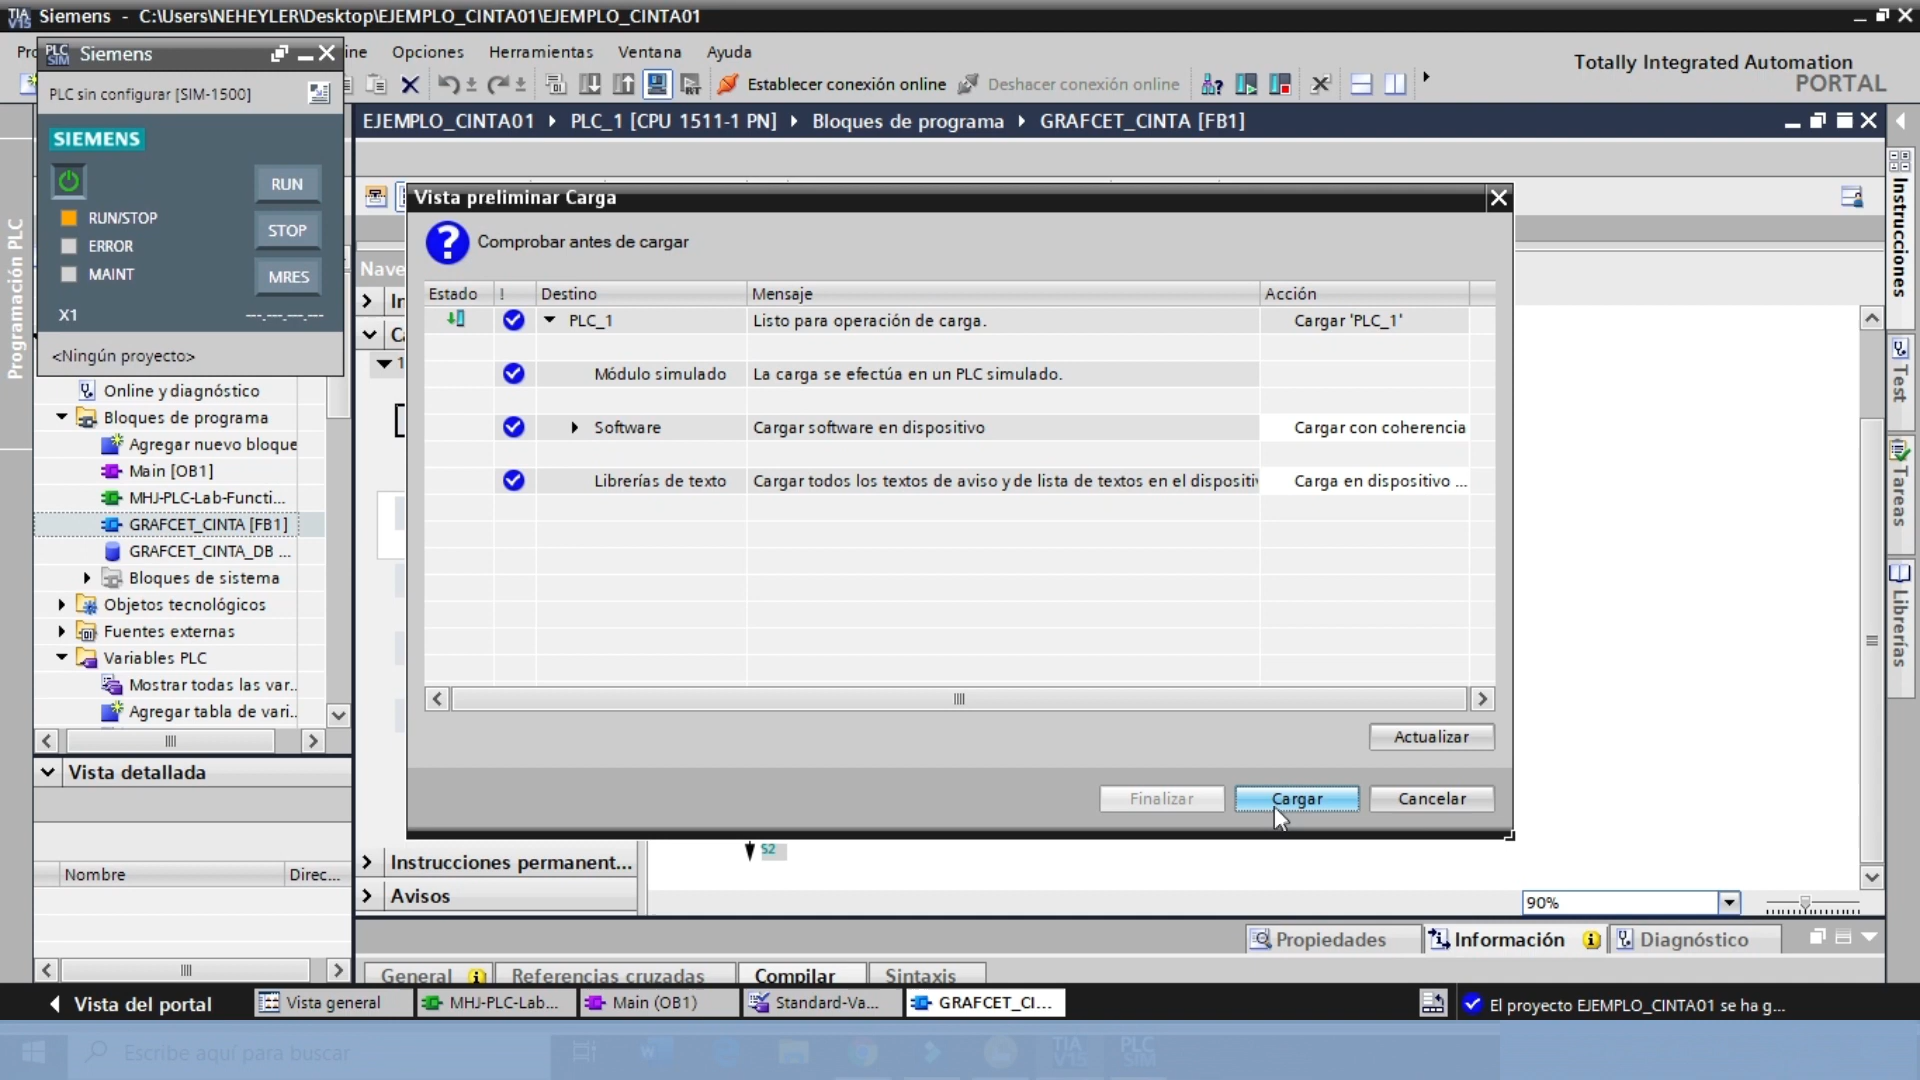 Siemens - C:\Users\NEHEYLER\Desktop\EJEMPLO_CINTA01\EJEMPLO_CINTA01
Opciones Herramientas Ventana Ayuda
Totally Integrated Automation
PORTAL
Establecer conexión online Deshacer conexión online
PLC SIM Siemens
PLC sin configurar [SIM-1500]
SIEMENS
RUN
RUN/STOP
STOP
ERROR
MAINT
MRES
X1 ---.---.---.---
<Ningún proyecto>
EJEMPLO_CINTA01 PLC_1 [CPU 1511-1 PN] Bloques de programa GRAFCET_CINTA [FB1]
Vista preliminar Carga
Comprobar antes de cargar
Estado ! Destino Mensaje Acción
PLC_1 Listo para operación de carga. Cargar 'PLC_1'
Módulo simulado La carga se efectúa en un PLC simulado.
Software Cargar software en dispositivo Cargar con coherencia
Librerías de texto Cargar todos los textos de aviso y de lista de textos en el dispositiv Carga en dispositivo ...
Actualizar
Finalizar Cargar Cancelar
Programación PLC
Online y diagnóstico
Bloques de programa
Agregar nuevo bloque
Main [OB1]
MHJ-PLC-Lab-Functi...
GRAFCET_CINTA [FB1]
GRAFCET_CINTA_DB ...
Bloques de sistema
Objetos tecnológicos
Fuentes externas
Variables PLC
Mostrar todas las var..
Agregar tabla de vari..
Vista detallada
Nombre Direc...
Nave
Instrucciones permanent...
Avisos
S2
90%
Instrucciones
Test
Tareas
Librerías
Propiedades Información Diagnóstico
General Referencias cruzadas Compilar Sintaxis
Vista del portal Vista general MHJ-PLC-Lab... Main (OB1) Standard-Va... GRAFCET_CI... El proyecto EJEMPLO_CINTA01 se ha g...
Escribe aquí para buscar